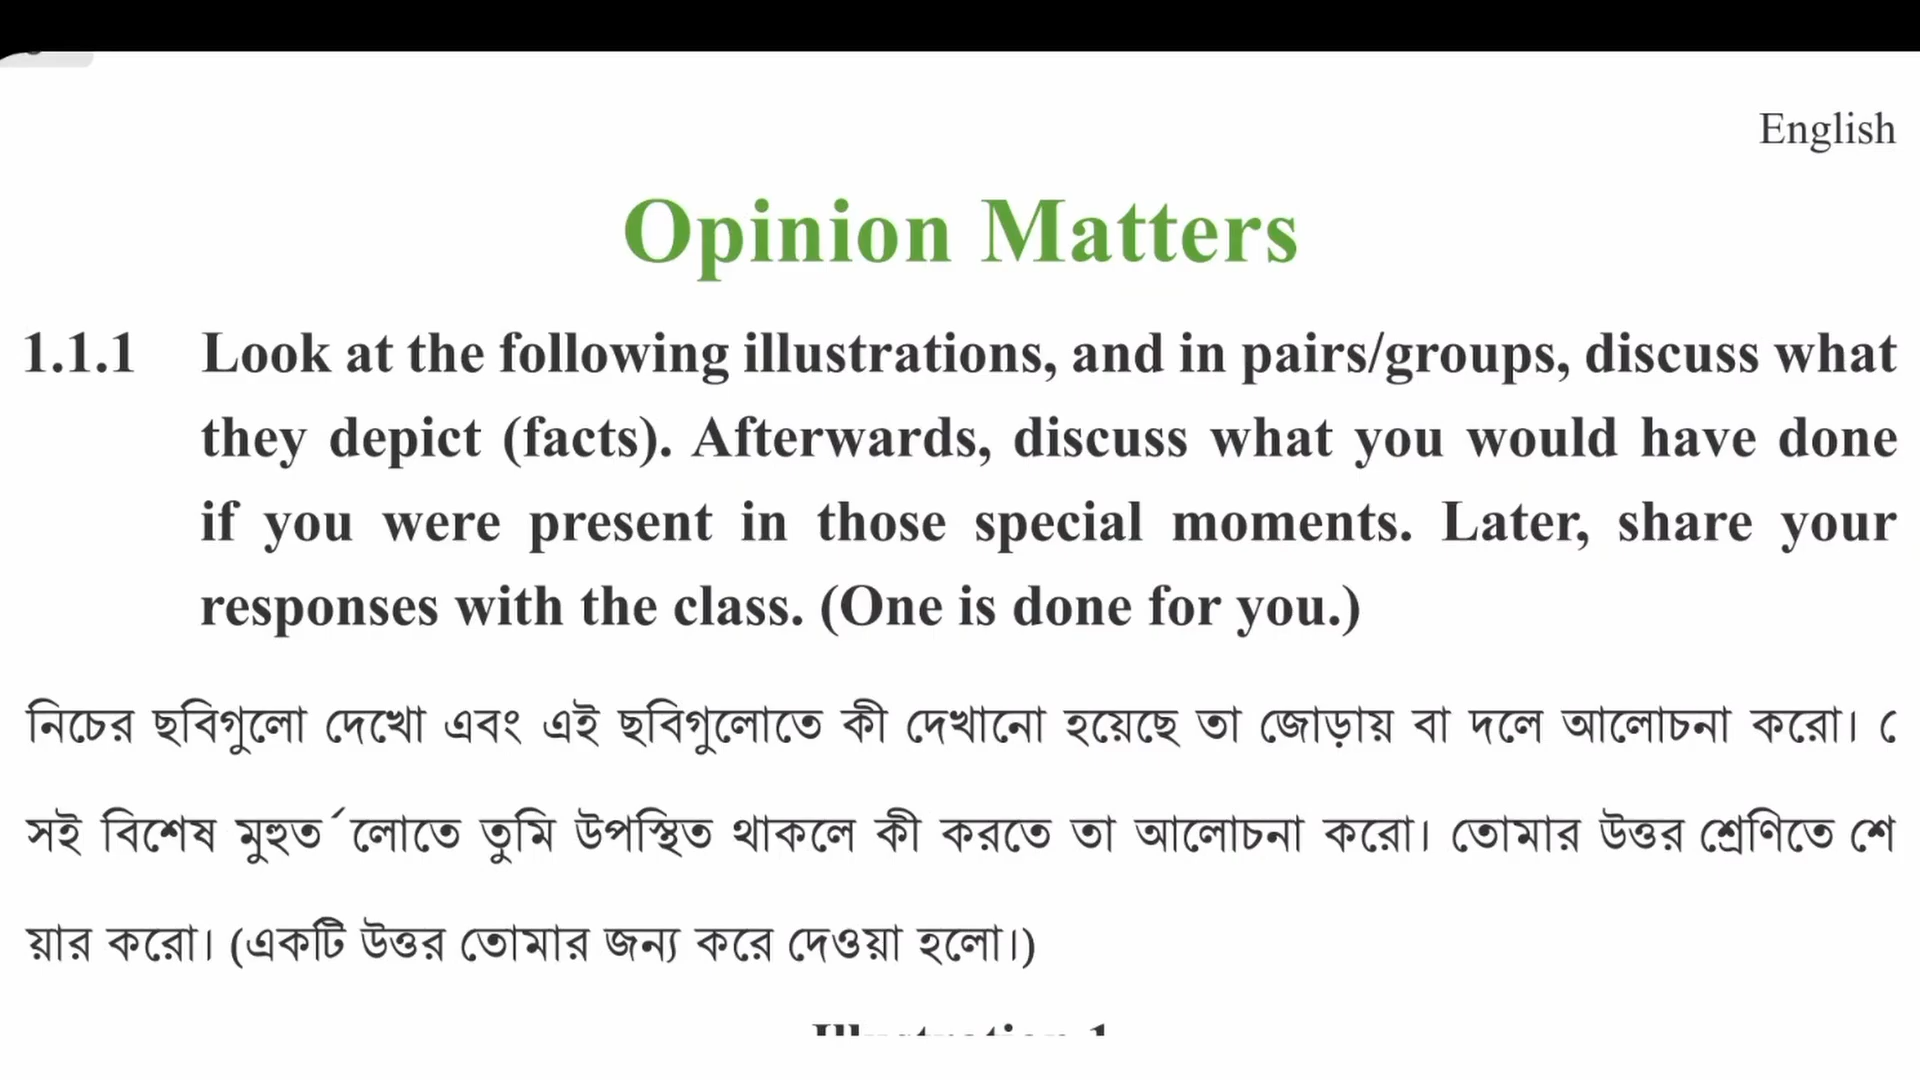 English
Opinion Matters
1.1.1 Look at the following illustrations, and in pairs/groups, discuss what
they depict (facts). Afterwards, discuss what you would have done
if you were present in those special moments. Later, share your
responses with the class. (One is done for you.)
নিচের ছবিগুলো দেখো এবং এই ছবিগুলোতে কী দেখানো হয়েছে তা জোড়ায় বা দলে আলোচনা করো। ে
সই বিশেষ মুহুর্তলোতে তুমি উপস্থিত থাকলে কী করতে তা আলোচনা করো। তোমার উত্তর শ্রেণিতে শে
য়ার করো। (একটি উত্তর তোমার জন্য করে দেওয়া হলো।)
Illustration 1